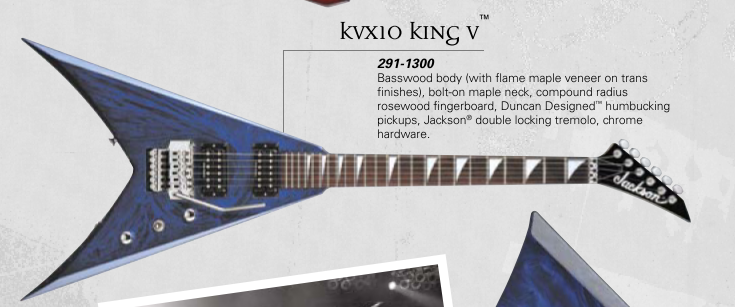 KVX10 KING V™
291-1300
Basswood body (with flame maple veneer on trans
finishes), bolt-on maple neck, compound radius
rosewood fingerboard, Duncan Designed™ humbucking
pickups, Jackson® double locking tremolo, chrome
hardware.
Jackson